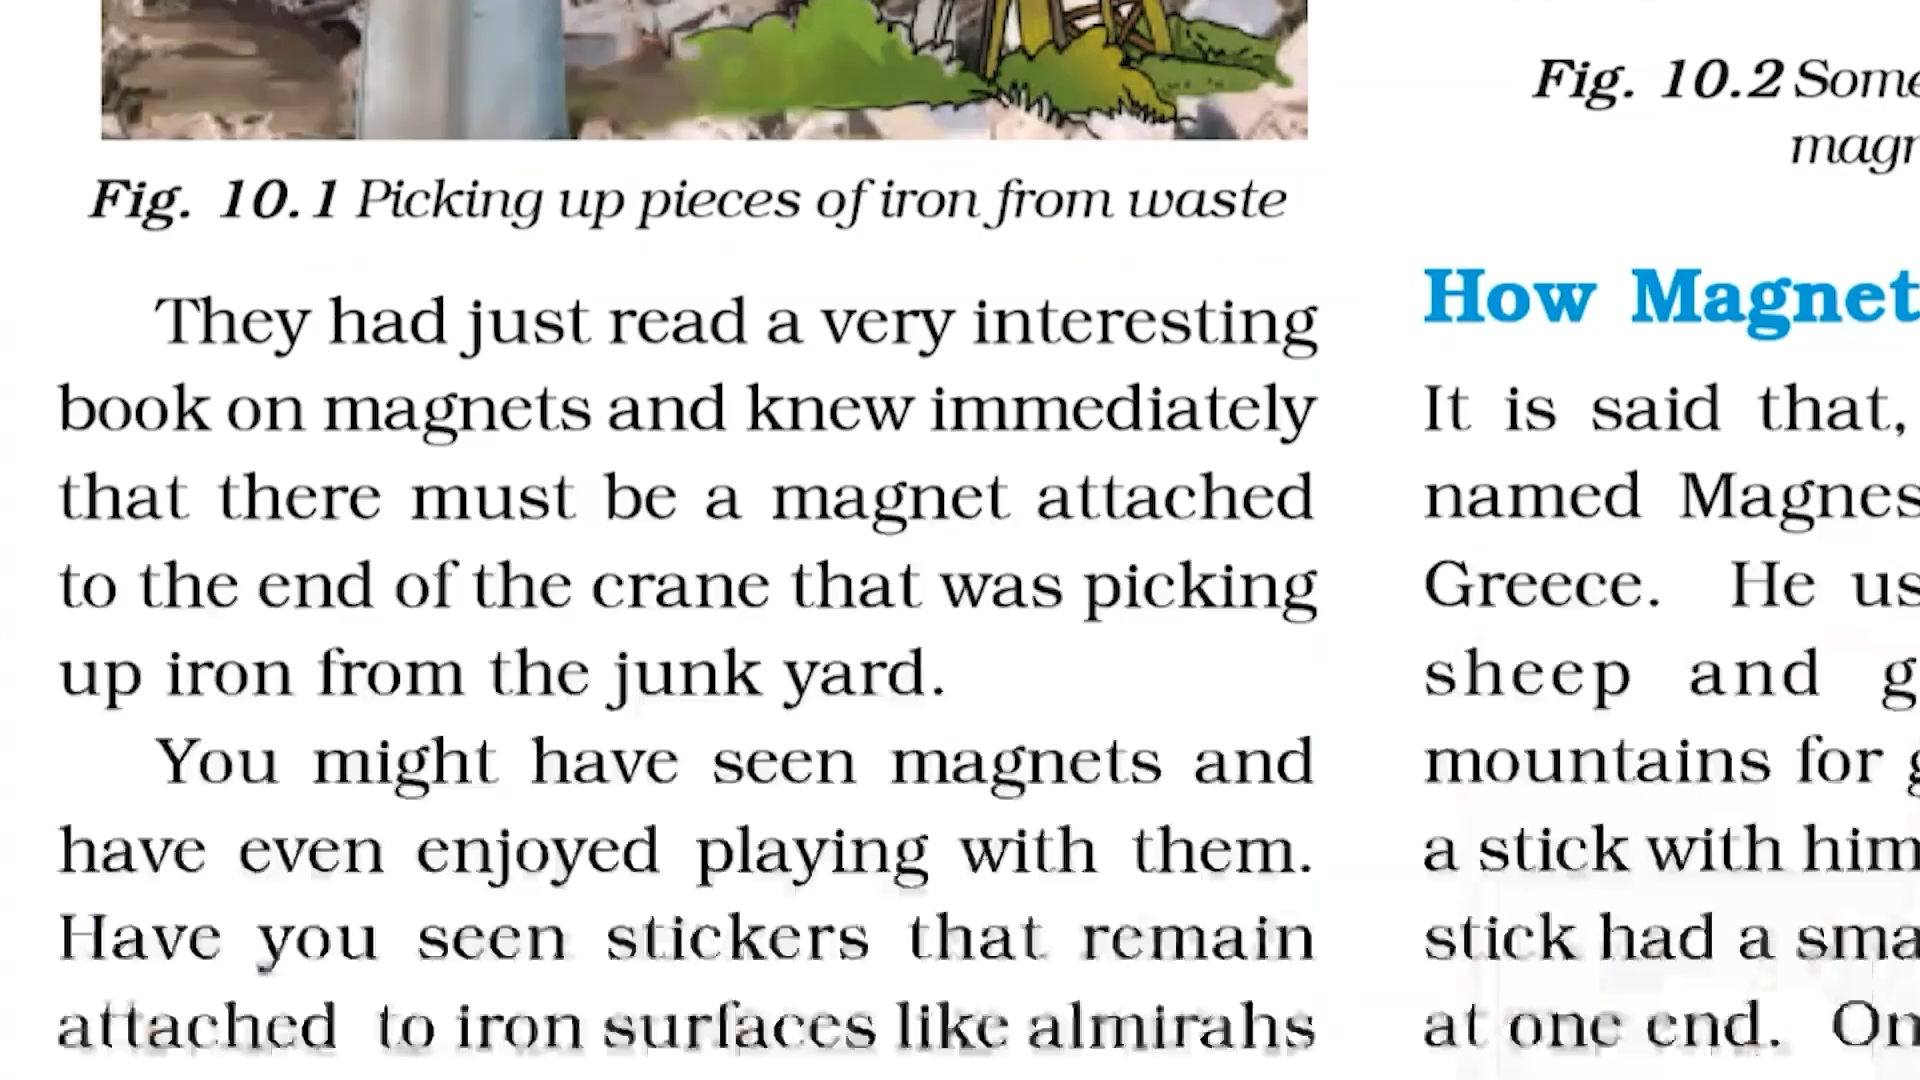 Fig. 10.1 Picking up pieces of iron from waste
They had just read a very interesting
book on magnets and knew immediately
that there must be a magnet attached
to the end of the crane that was picking
up iron from the junk yard.
You might have seen magnets and
have even enjoyed playing with them.
Have you seen stickers that remain
attached to iron surfaces like almirahs
Fig. 10.2 Some
How Magnet
It is said that,
named
Greece. He
sheep and
mountains for
a stick with him
stick had a
at one end.